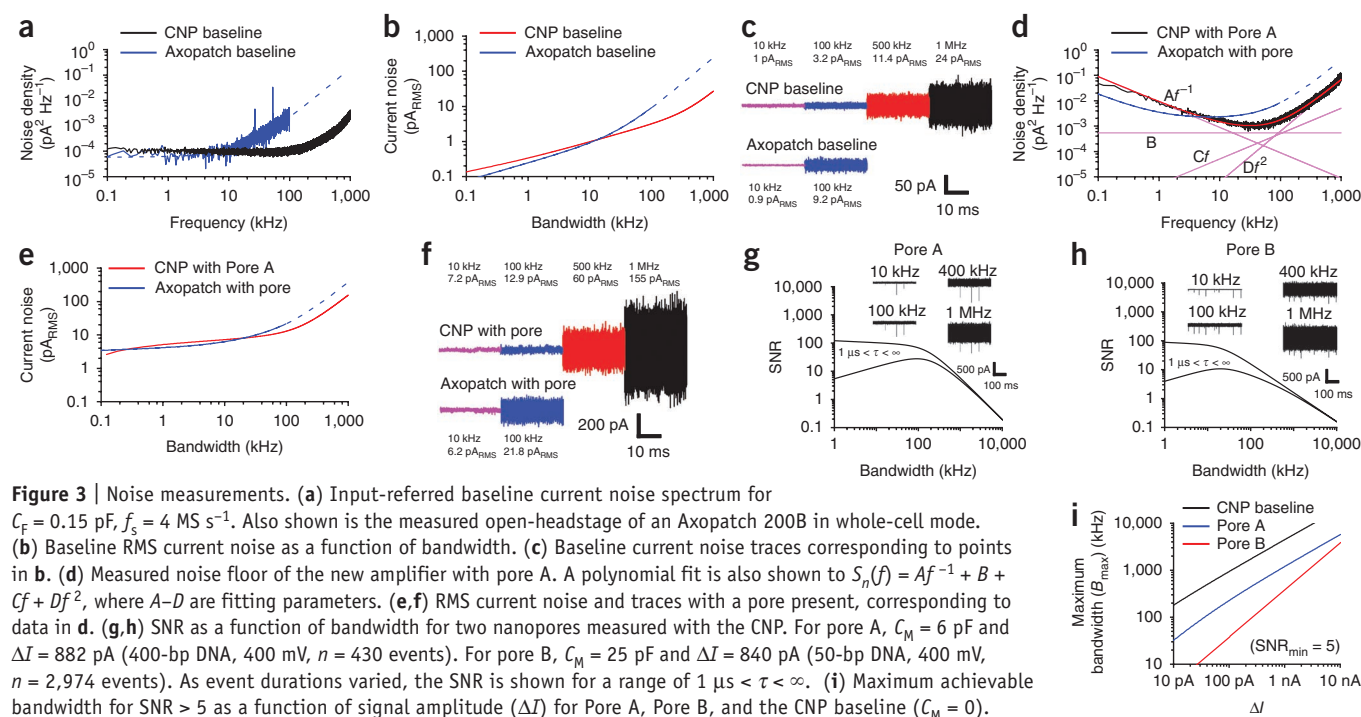 a
CNP baseline
Axopatch baseline
10^0
10^-1
10^-2
10^-3
10^-4
10^-5
Noise density
(pA^2 Hz^-1)
0.1 1 10 100 1,000
Frequency (kHz)
b
CNP baseline
Axopatch baseline
1,000
100
10
1
0.1
Current noise
(pA_RMS)
0.1 1 10 100 1,000
Bandwidth (kHz)
c
10 kHz 100 kHz 500 kHz 1 MHz
1 pA_RMS 3.2 pA_RMS 11.4 pA_RMS 24 pA_RMS
CNP baseline
Axopatch baseline
10 kHz 100 kHz
0.9 pA_RMS 9.2 pA_RMS
50 pA
10 ms
d
CNP with Pore A
Axopatch with pore
10^0
10^-1
10^-2
10^-3
10^-4
10^-5
Noise density
(pA^2 Hz^-1)
Af^-1
B
Cf
Df^2
0.1 1 10 100 1,000
Frequency (kHz)
e
CNP with Pore A
Axopatch with pore
1,000
100
10
1
0.1
Current noise
(pA_RMS)
0.1 1 10 100 1,000
Bandwidth (kHz)
f
10 kHz 100 kHz 500 kHz 1 MHz
7.2 pA_RMS 12.9 pA_RMS 60 pA_RMS 155 pA_RMS
CNP with pore
Axopatch with pore
10 kHz 100 kHz
6.2 pA_RMS 21.8 pA_RMS
200 pA
10 ms
g
Pore A
10 kHz 400 kHz
100 kHz 1 MHz
10,000
1,000
100
10
1
0.1
SNR
1 µs < τ < ∞
500 pA
100 ms
1 10 100 1,000 10,000
Bandwidth (kHz)
h
Pore B
10 kHz 400 kHz
100 kHz 1 MHz
10,000
1,000
100
10
1
0.1
SNR
1 µs < τ < ∞
500 pA
100 ms
1 10 100 1,000 10,000
Bandwidth (kHz)
Figure 3 | Noise measurements. (a) Input-referred baseline current noise spectrum for
C_F = 0.15 pF, f_s = 4 MS s^-1. Also shown is the measured open-headstage of an Axopatch 200B in whole-cell mode.
(b) Baseline RMS current noise as a function of bandwidth. (c) Baseline current noise traces corresponding to points
in b. (d) Measured noise floor of the new amplifier with pore A. A polynomial fit is also shown to S_n(f) = Af^-1 + B +
Cf + Df^2, where A–D are fitting parameters. (e,f) RMS current noise and traces with a pore present, corresponding to
data in d. (g,h) SNR as a function of bandwidth for two nanopores measured with the CNP. For pore A, C_M = 6 pF and
ΔI = 882 pA (400-bp DNA, 400 mV, n = 430 events). For pore B, C_M = 25 pF and ΔI = 840 pA (50-bp DNA, 400 mV,
n = 2,974 events). As event durations varied, the SNR is shown for a range of 1 µs < τ < ∞. (i) Maximum achievable
bandwidth for SNR > 5 as a function of signal amplitude (ΔI) for Pore A, Pore B, and the CNP baseline (C_M = 0).
i
CNP baseline
Pore A
Pore B
10,000
1,000
100
10
Maximum
bandwidth (B_max) (kHz)
(SNR_min = 5)
10 pA 100 pA 1 nA 10 nA
ΔI